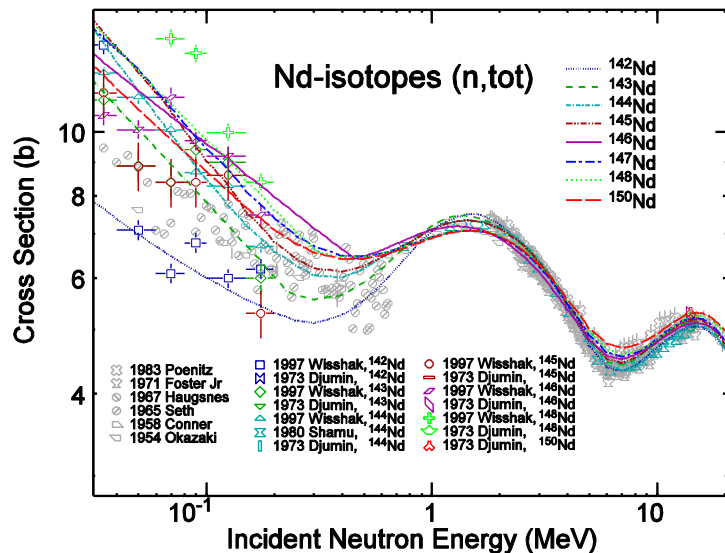 Nd-isotopes (n,tot)
¹⁴²Nd
¹⁴³Nd
¹⁴⁴Nd
¹⁴⁵Nd
¹⁴⁶Nd
¹⁴⁷Nd
¹⁴⁸Nd
¹⁵⁰Nd
Cross Section (b)
10
8
6
4
1983 Poenitz
1971 Foster Jr
1967 Haugsnes
1965 Seth
1958 Conner
1954 Okazaki
1997 Wisshak, ¹⁴²Nd
1973 Djumin, ¹⁴²Nd
1997 Wisshak, ¹⁴³Nd
1973 Djumin, ¹⁴³Nd
1997 Wisshak, ¹⁴⁴Nd
1980 Shamu, ¹⁴⁴Nd
1973 Djumin, ¹⁴⁴Nd
1997 Wisshak, ¹⁴⁵Nd
1973 Djumin, ¹⁴⁵Nd
1997 Wisshak, ¹⁴⁶Nd
1973 Djumin, ¹⁴⁶Nd
1997 Wisshak, ¹⁴⁸Nd
1973 Djumin, ¹⁴⁸Nd
1973 Djumin, ¹⁵⁰Nd
10⁻¹ 1 10
Incident Neutron Energy (MeV)